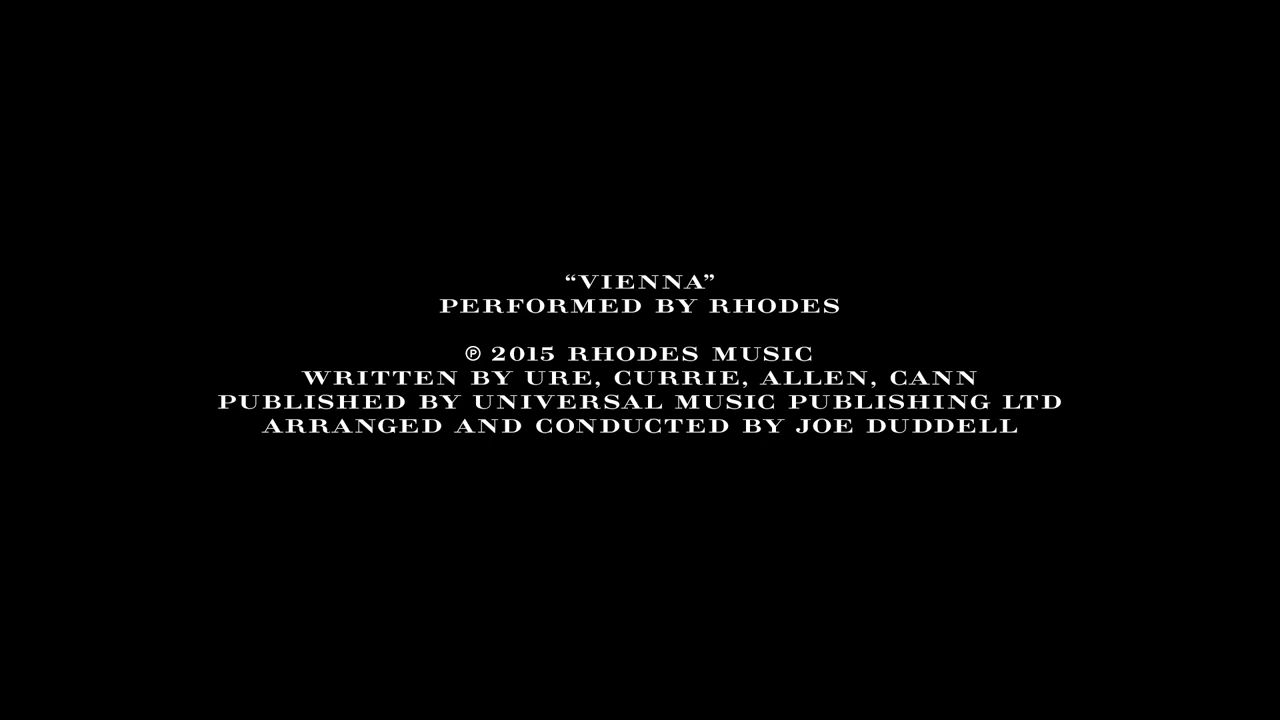 “VIENNA”
PERFORMED BY RHODES
℗ 2015 RHODES MUSIC
WRITTEN BY URE, CURRIE, ALLEN, CANN
PUBLISHED BY UNIVERSAL MUSIC PUBLISHING LTD
ARRANGED AND CONDUCTED BY JOE DUDDELL